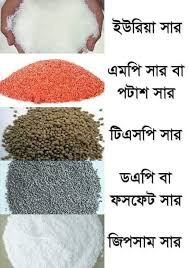 ইউরিয়া সার
এমপি সার বা
পটাশ সার
টিএসপি সার
ডএপি বা
ফসফেট সার
জিপসাম সার